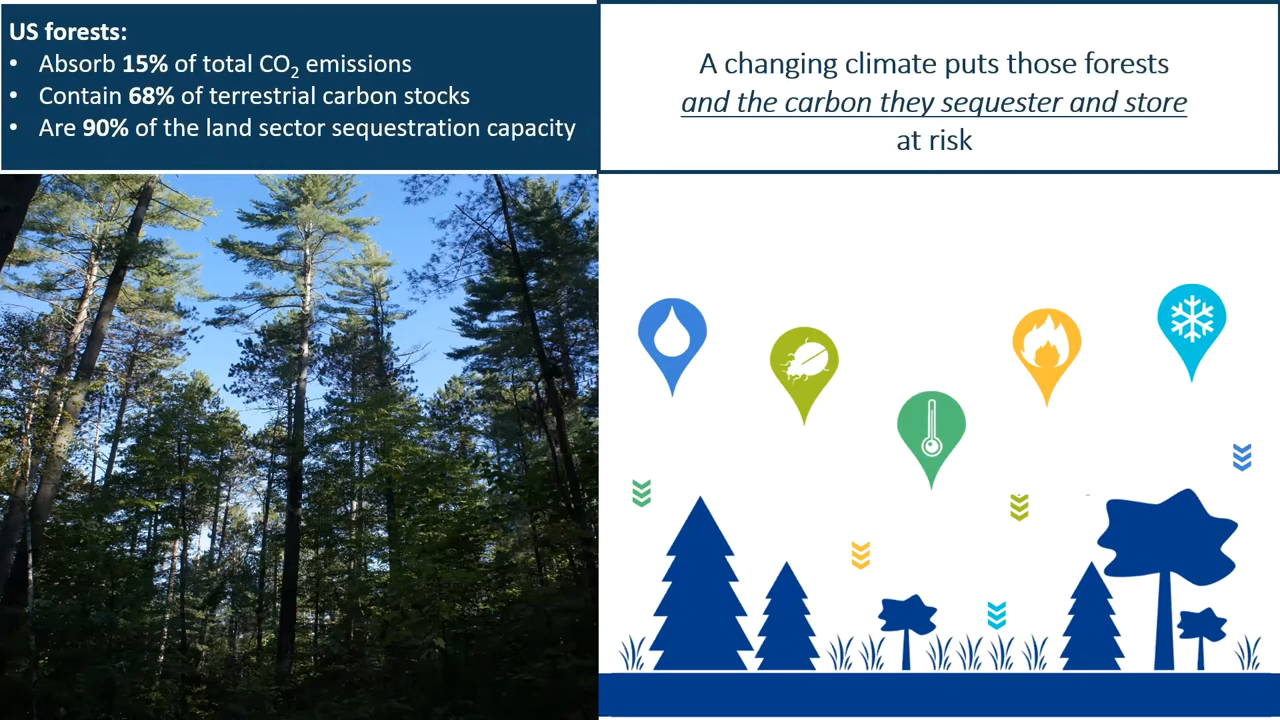 US forests:
• Absorb 15% of total CO₂ emissions
• Contain 68% of terrestrial carbon stocks
• Are 90% of the land sector sequestration capacity
A changing climate puts those forests
and the carbon they sequester and store
at risk